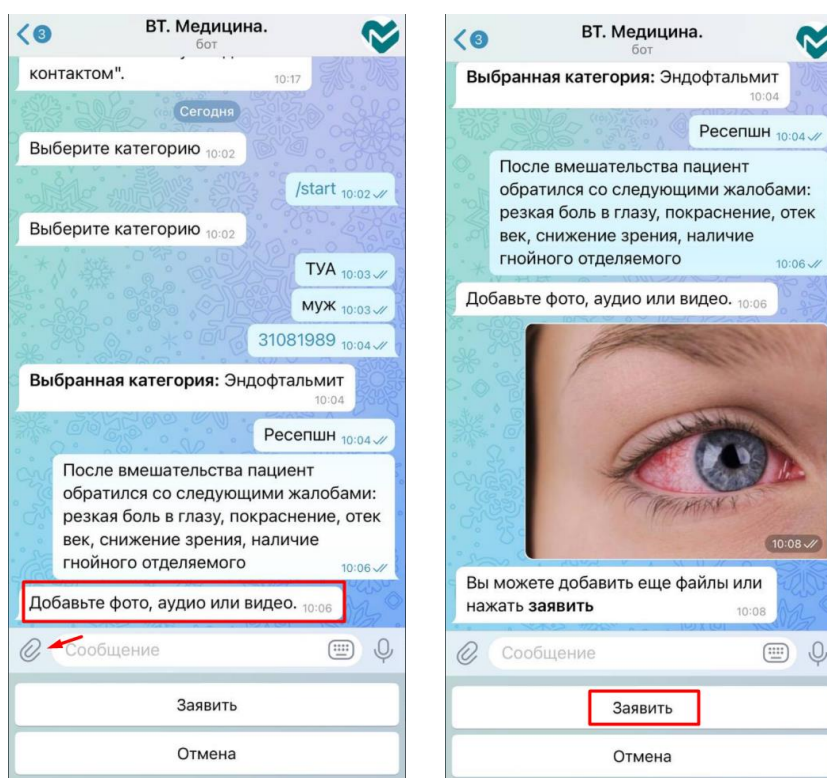 3
ВТ. Медицина.
бот
контактом".
10:17
Сегодня
Выберите категорию 10:02
/start 10:02
Выберите категорию 10:02
ТУА 10:03
муж 10:03
31081989 10:04
Выбранная категория: Эндофтальмит
10:04
Ресепшн 10:04
После вмешательства пациент
обратился со следующими жалобами:
резкая боль в глазу, покраснение, отек
век, снижение зрения, наличие
гнойного отделяемого 10:06
Добавьте фото, аудио или видео. 10:06
Сообщение
Заявить
Отмена
3
ВТ. Медицина.
бот
Выбранная категория: Эндофтальмит
10:04
Ресепшн 10:04
После вмешательства пациент
обратился со следующими жалобами:
резкая боль в глазу, покраснение, отек
век, снижение зрения, наличие
гнойного отделяемого 10:06
Добавьте фото, аудио или видео. 10:06
10:08
Вы можете добавить еще файлы или
нажать заявить 10:08
Сообщение
Заявить
Отмена